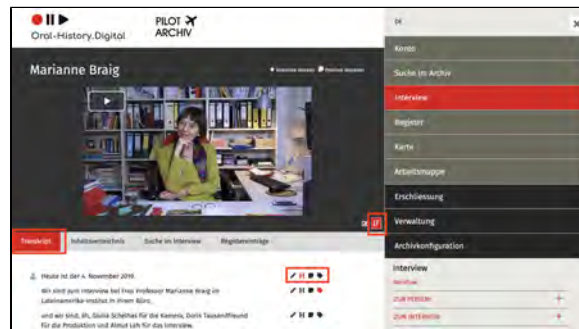 Oral-History.Digital
PILOT
ARCHIV
DE
Konto
Marianne Braig
Suche im Archiv
Interview
Register
Karte
Arbeitsmappe
Erschliessung
Verwaltung
Transkript
Inhaltsverzeichnis
Suche im Interview
Registereinträge
Archivkonfiguration
Interview
Heute ist der 4. November 2019.
Wir sind zum Interview bei Frau Professor Marianne Braig im
Lateinamerika-Institut in ihrem Büro.
ZUR PERSON
und wir sind, äh, Giulia Schelhas für die Kamera, Doris Tausendfreund
für die Produktion und Almut Leh für das Interview.
ZUM INTERVIEW